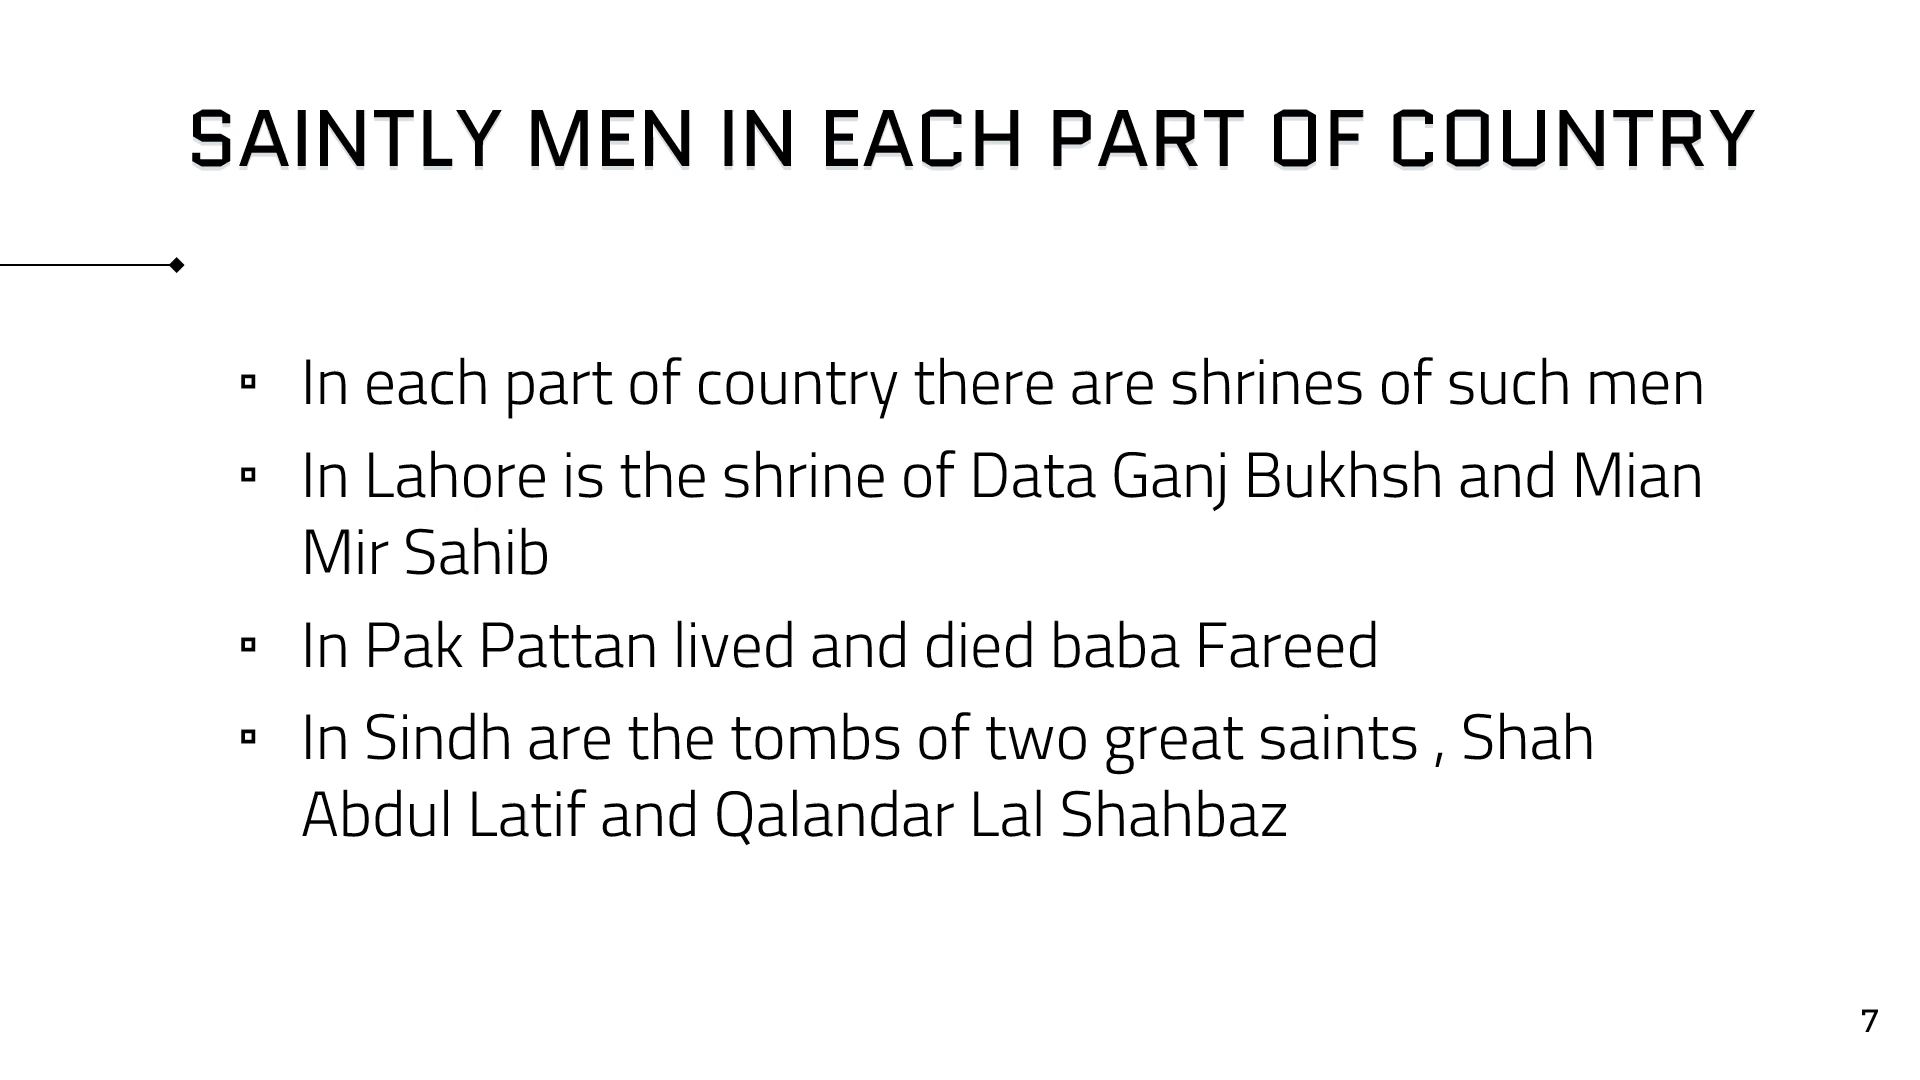 SAINTLY MEN IN EACH PART OF COUNTRY
▫ In each part of country there are shrines of such men
▫ In Lahore is the shrine of Data Ganj Bukhsh and Mian
Mir Sahib
▫ In Pak Pattan lived and died baba Fareed
▫ In Sindh are the tombs of two great saints , Shah
Abdul Latif and Qalandar Lal Shahbaz
7